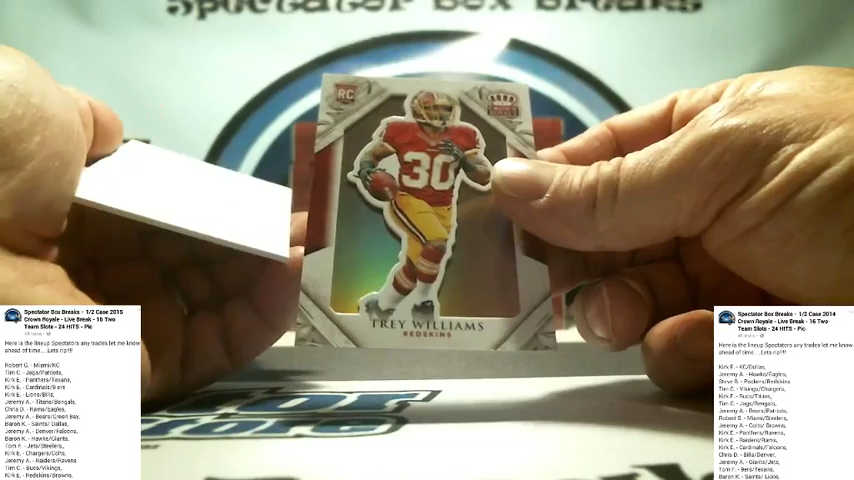 Spectator Box Breaks
RC
30
TREY WILLIAMS
REDSKINS
Spectator Box Breaks - 1/2 Case 2015
Crown Royale - Live Break - 16 Two
Team Slots - 24 HITS - Pic
Here is the lineup Spectators any trades let me know
ahead of time....Lets rip!!!!
Robert G. - Miami/KC
Tim C. - Jags/Patriots,
Kirk E. - Panthers/Texans,
Kirk E. - Cardinals/9 ers
Kirk E. - Lions/Bills,
Jeremy A. - Titans/Bengals,
Chris D. - Rams/Eagles,
Jeremy A. - Bears/Green Bay,
Baron K. - Saints/ Dallas,
Jeremy A. - Denver/Falcons,
Baron K. - Hawks/Giants,
Tom F. - Jets/Steelers,
Kirk E. - Chargers/Colts,
Jeremy A. - Raiders/Ravens
Tim C. - Bucs/Vikings,
Kirk E. - Redskins/Browns,
Spectator Box Breaks - 1/2 Case 2014
Crown Royale - Live Break - 16 Two
Team Slots - 24 HITS - Pic
Here is the lineup Spectators any trades let me know
ahead of time....Lets rip!!!!
Kirk E. - KC/Dallas,
Jeremy A. - Hawks/Eagles,
Steve B. - Packers/Redskins
Tim C. - Vikings/Chargers,
Kirk E. - Bucs/Titans,
Tim C. - Jags/Bengals,
Jeremy A. - Bears/Patriots,
Robert G. - Miami/Steelers,
Jeremy A. - Colts/ Browns,
Kirk E. - Panthers/Ravens,
Kirk E. - Raiders/Rams,
Kirk E. - Cardinals/Falcons,
Chris D. - Bills/Denver,
Jeremy A. - Giants/Jets,
Tom F. - 9ers/Texans,
Baron K. - Saints/ Lions,